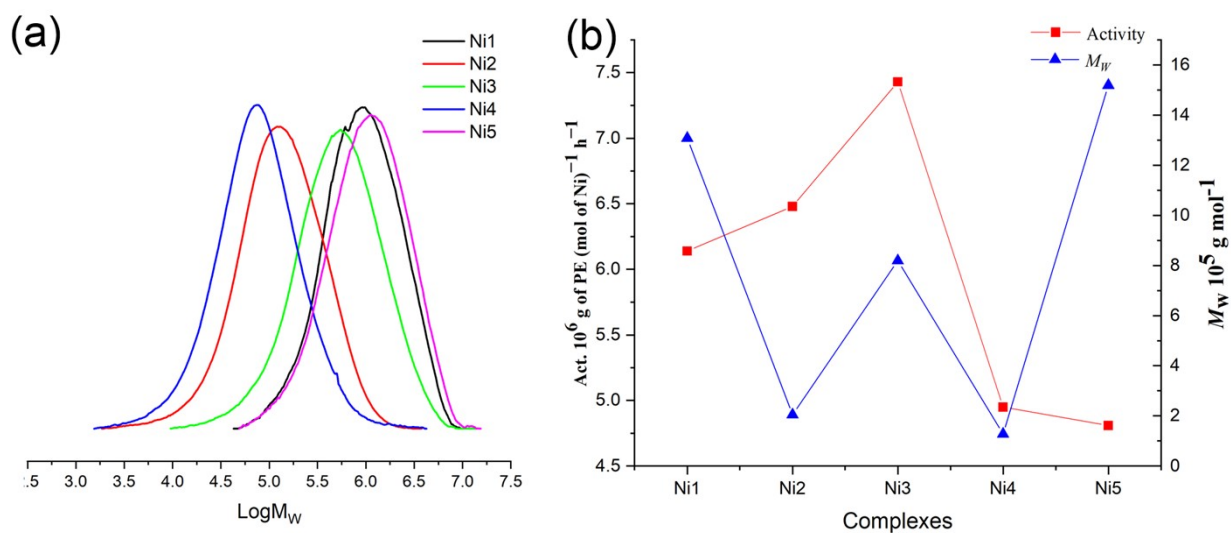 (a)
Ni1
Ni2
Ni3
Ni4
Ni5
2.5 3.0 3.5 4.0 4.5 5.0 5.5 6.0 6.5 7.0 7.5
LogMW
(b)
Activity
MW
7.5
7.0
6.5
6.0
5.5
5.0
4.5
Act. 10^6 g of PE (mol of Ni)^−1 h^−1
16
14
12
10
8
6
4
2
0
Mw 10^5 g mol^-1
Ni1 Ni2 Ni3 Ni4 Ni5
Complexes